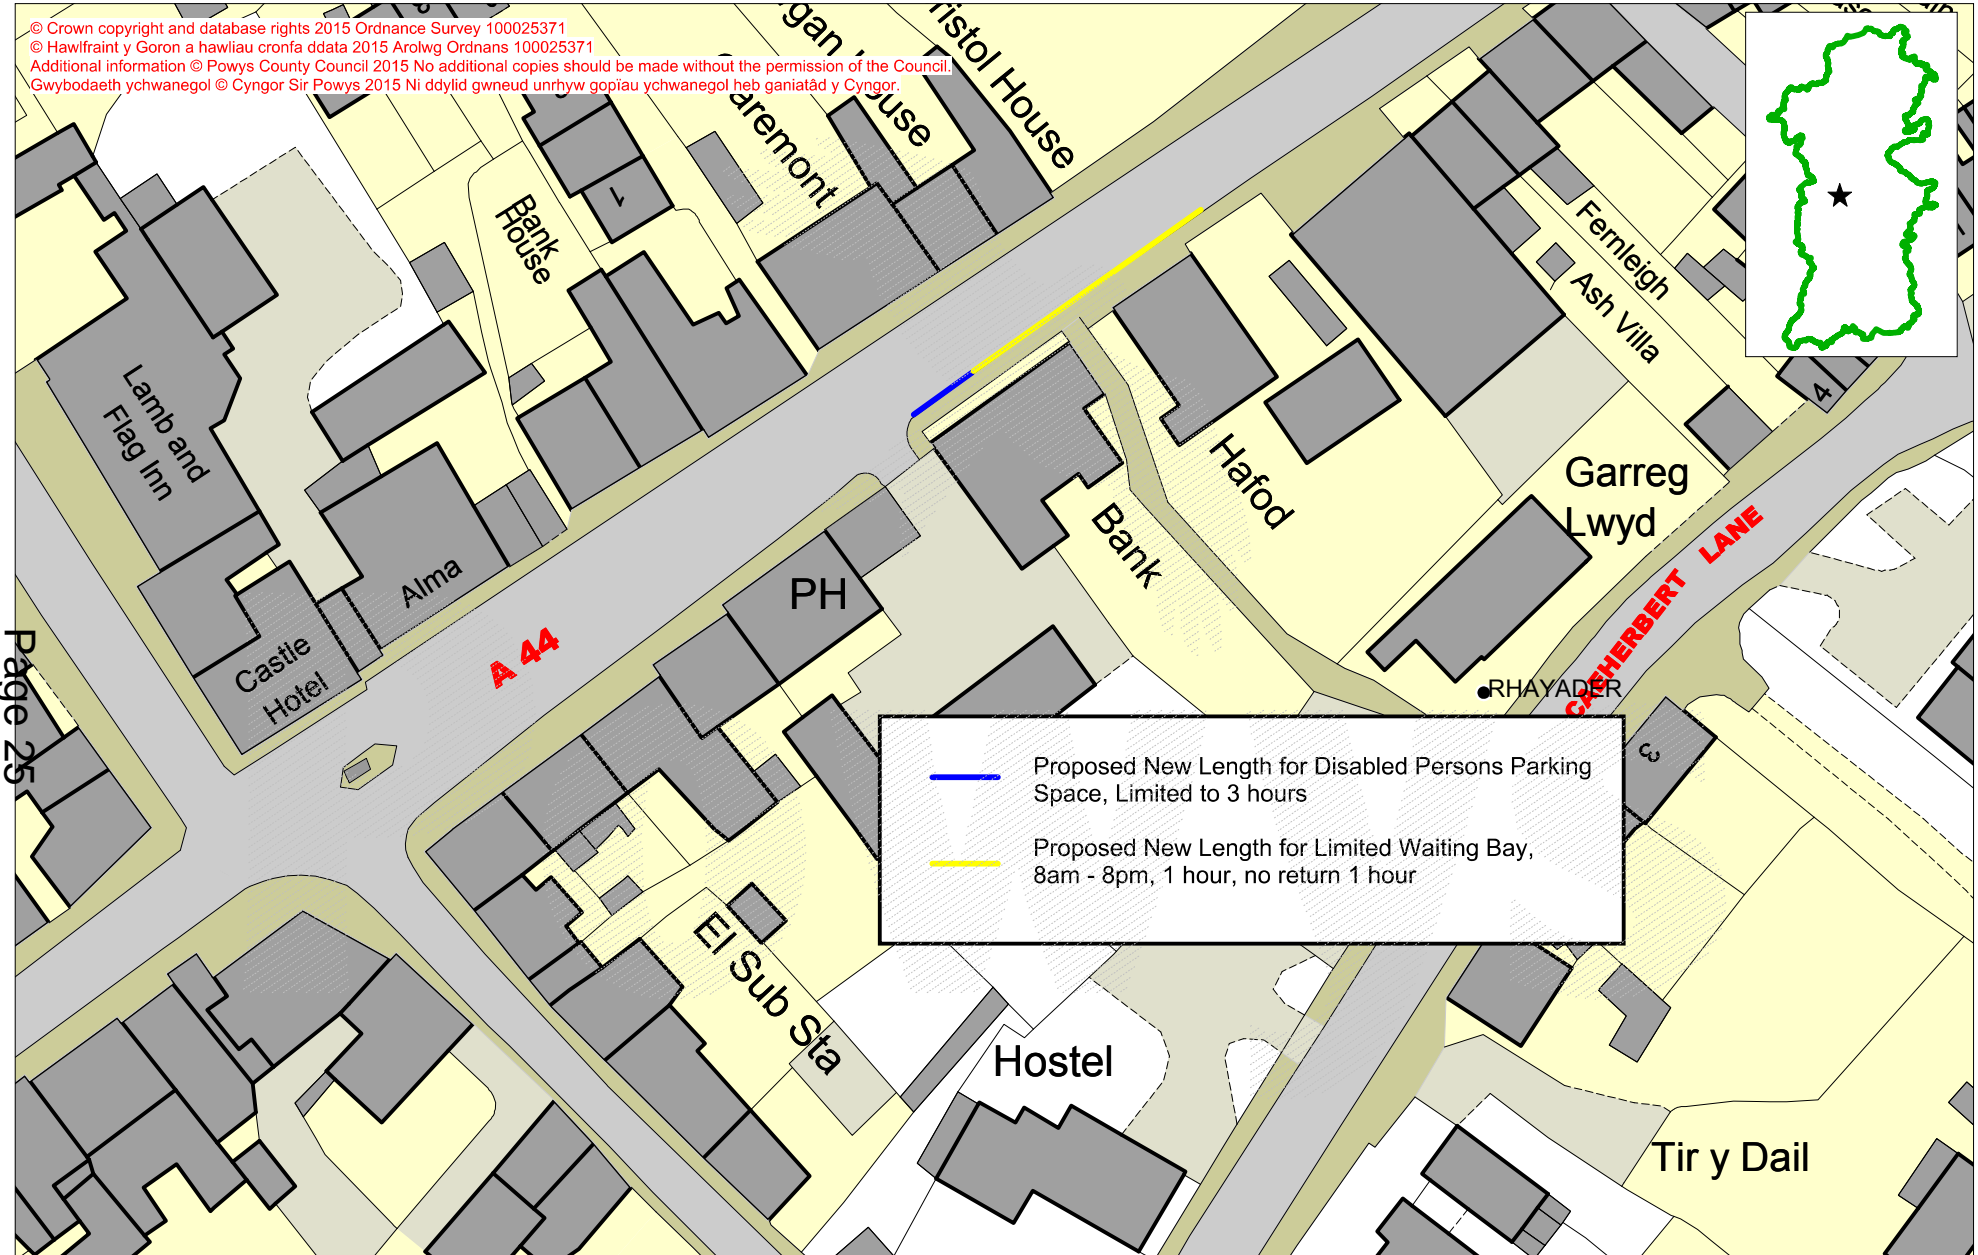 © Crown copyright and database rights 2015 Ordnance Survey 100025371
© Hawlfraint y Goron a hawliau cronfa ddata 2015 Arolwg Ordnans 100025371
Additional information © Powys County Council 2015 No additional copies should be made without the permission of the Council.
Gwybodaeth ychwanegol © Cyngor Sir Powys 2015 Ni ddylid gwneud unrhyw gopïau ychwanegol heb ganiatâd y Cyngor.
House
House
Bank
House
1
Fernleigh
Ash Villa
4
Lamb and
Flag Inn
Hafod
Garreg
Lwyd
Bank
CAEHERBERT LANE
Alma
PH
Castle
Hotel
A 44
RHAYADER
Page 25
3
Proposed New Length for Disabled Persons Parking
Space, Limited to 3 hours
Proposed New Length for Limited Waiting Bay,
8am - 8pm, 1 hour, no return 1 hour
El Sub Sta
Hostel
Tir y Dail